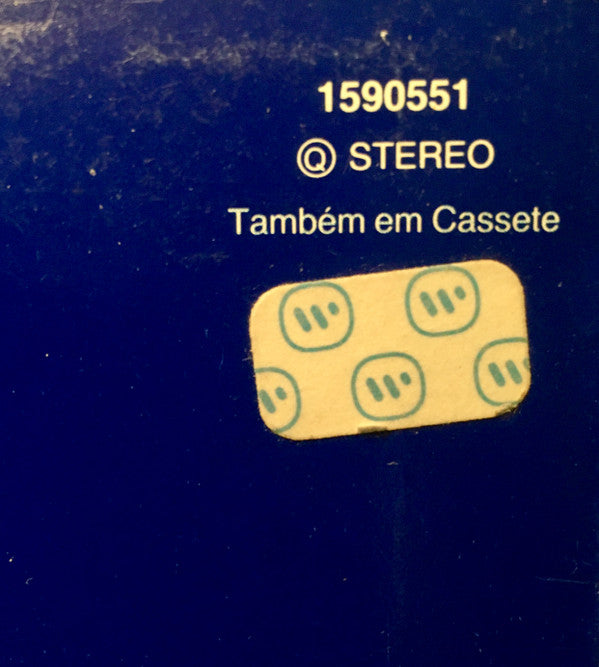 1590551
Ⓠ STEREO
Também em Cassete